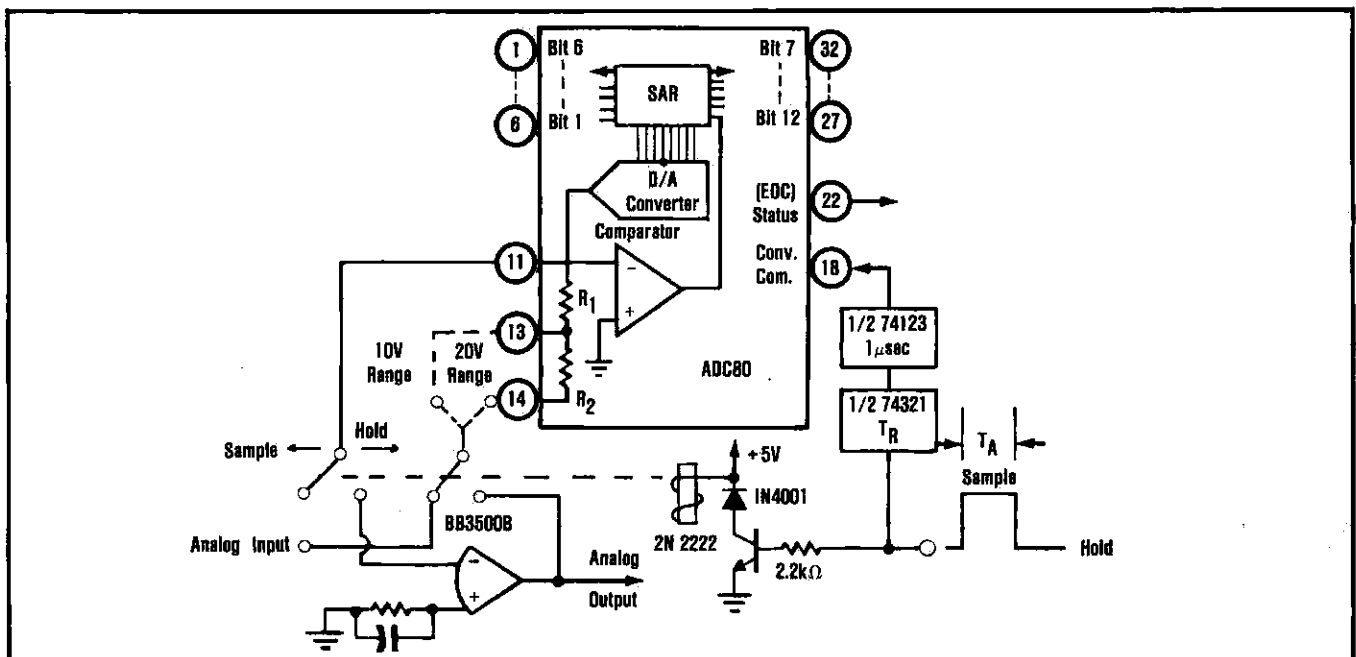 1
Bit 6
Bit 7
32
SAR
6
Bit 1
Bit 12
27
D/A
Converter
(EOC)
Status
22
Comparator
Conv.
Com.
18
11
R1
1/2 74123
1μsec
13
10V
Range
20V
Range
ADC80
14
R2
1/2 74321
TR
Sample
Hold
TA
Sample
+5V
IN4001
BB3500B
Analog Input
2N 2222
2.2kΩ
Hold
Analog
Output
−
+
−
+